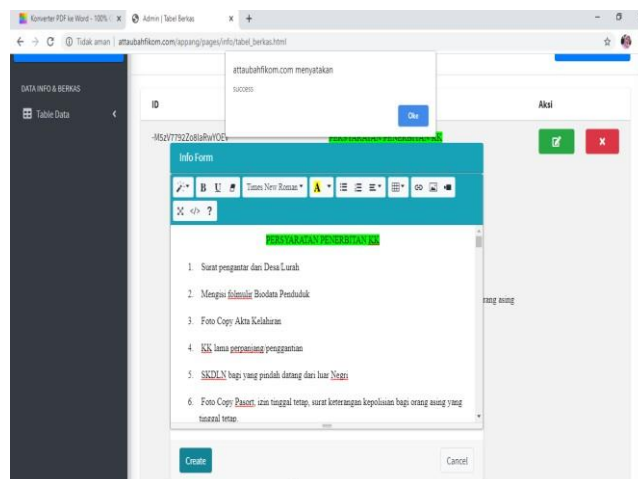 Konverter PDF ke Word - 100%
Admin | Tabel Berkas
Tidak aman | attaubahfikom.com/appang/pages/info/tabel_berkas.html
attaubahfikom.com menyatakan
success
Oke
DATA INFO & BERKAS
Table Data
ID
Aksi
PERSYARATAN PENERBITAN KK
Info Form
B U Times New Roman A
?
PERSYARATAN PENERBITAN KK
1. Surat pengantar dari Desa/Lurah
2. Mengisi folmulir Biodata Penduduk
3. Foto Copy Akta Kelahiran
4. KK lama perpanjang/penggantian
5. SKDLN bagi yang pindah datang dari luar Negri
6. Foto Copy Pasort, izin tinggal tetap, surat keterangan kepolisian bagi orang asing yang
tinggal tetap.
rang asing
Create
Cancel